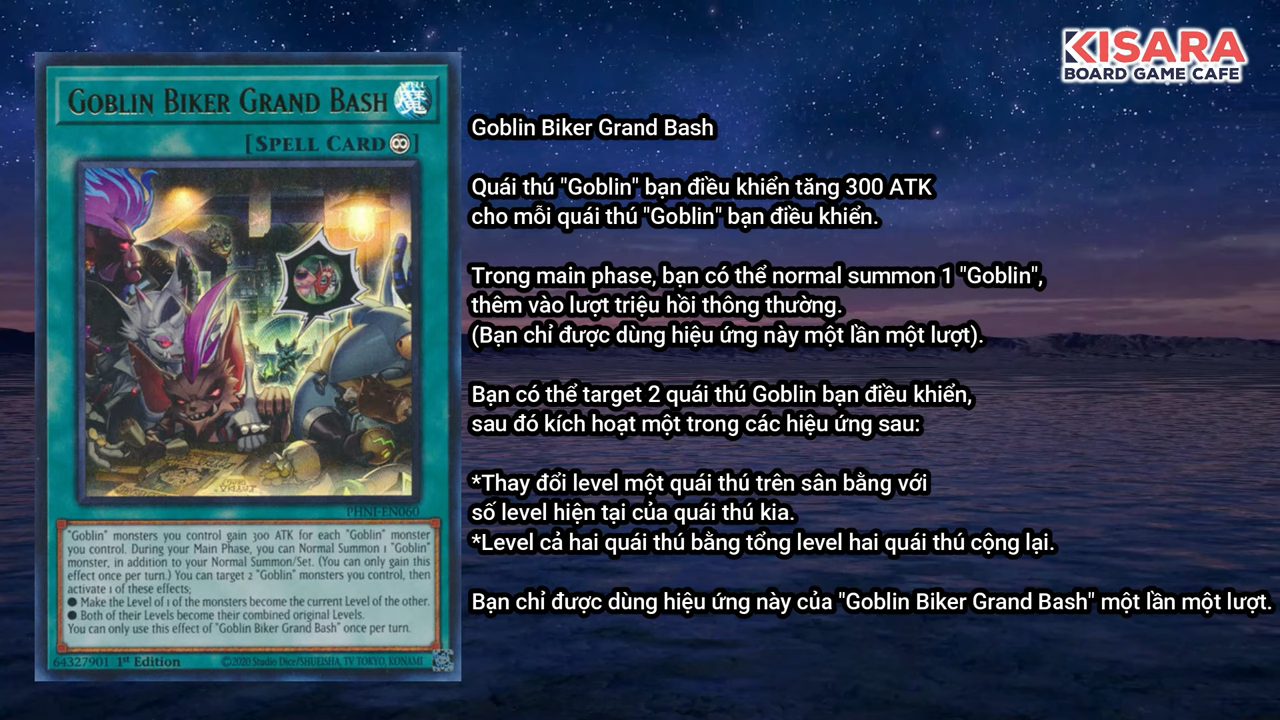 KISARA
BOARD GAME CAFE
GOBLIN BIKER GRAND BASH
[SPELL CARD]
PHNI-EN060
"Goblin" monsters you control gain 300 ATK for each "Goblin" monster
you control. During your Main Phase, you can Normal Summon 1 "Goblin"
monster, in addition to your Normal Summon/Set. (You can only gain this
effect once per turn.) You can target 2 "Goblin" monsters you control, then
activate 1 of these effects;
● Make the Level of 1 of the monsters become the current Level of the other.
● Both of their Levels become their combined original Levels.
You can only use this effect of "Goblin Biker Grand Bash" once per turn.
64327901 1st Edition
©2020 Studio Dice/SHUEISHA, TV TOKYO, KONAMI
Goblin Biker Grand Bash
Quái thú "Goblin" bạn điều khiển tăng 300 ATK
cho mỗi quái thú "Goblin" bạn điều khiển.
Trong main phase, bạn có thể normal summon 1 "Goblin",
thêm vào lượt triệu hồi thông thường.
(Bạn chỉ được dùng hiệu ứng này một lần một lượt).
Bạn có thể target 2 quái thú Goblin bạn điều khiển,
sau đó kích hoạt một trong các hiệu ứng sau:
*Thay đổi level một quái thú trên sân bằng với
số level hiện tại của quái thú kia.
*Level cả hai quái thú bằng tổng level hai quái thú cộng lại.
Bạn chỉ được dùng hiệu ứng này của "Goblin Biker Grand Bash" một lần một lượt.